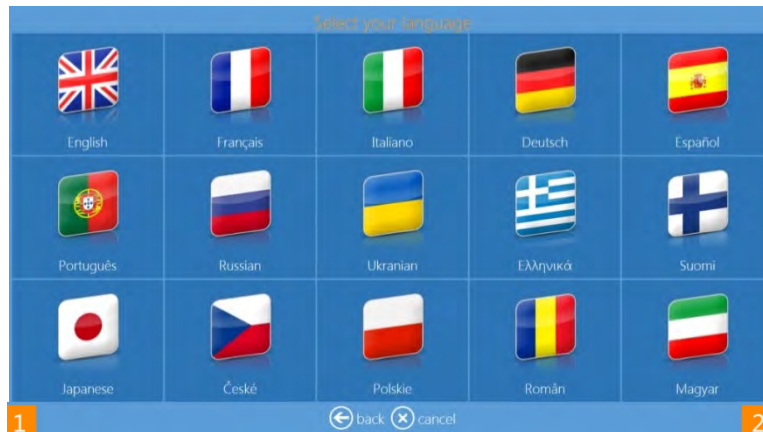 Select your language
English Français Italiano Deutsch Español
Português Russian Ukranian Ελληνικά Suomi
Japanese České Polskie Român Magyar
1 back cancel 2